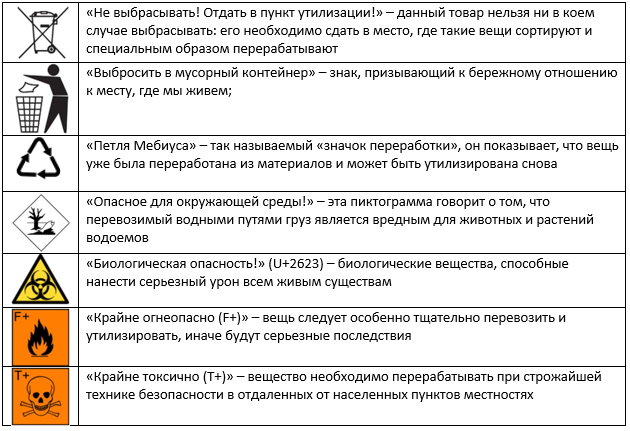 «Не выбрасывать! Отдать в пункт утилизации!» – данный товар нельзя ни в коем
случае выбрасывать: его необходимо сдать в место, где такие вещи сортируют и
специальным образом перерабатывают
«Выбросить в мусорный контейнер» – знак, призывающий к бережному отношению
к месту, где мы живем;
«Петля Мебиуса» – так называемый «значок переработки», он показывает, что вещь
уже была переработана из материалов и может быть утилизирована снова
«Опасное для окружающей среды!» – эта пиктограмма говорит о том, что
перевозимый водными путями груз является вредным для животных и растений
водоемов
«Биологическая опасность!» (U+2623) – биологические вещества, способные
нанести серьезный урон всем живым существам
F+
«Крайне огнеопасно (F+)» – вещь следует особенно тщательно перевозить и
утилизировать, иначе будут серьезные последствия
T+
«Крайне токсично (T+)» – вещество необходимо перерабатывать при строжайшей
технике безопасности в отдаленных от населенных пунктов местностях